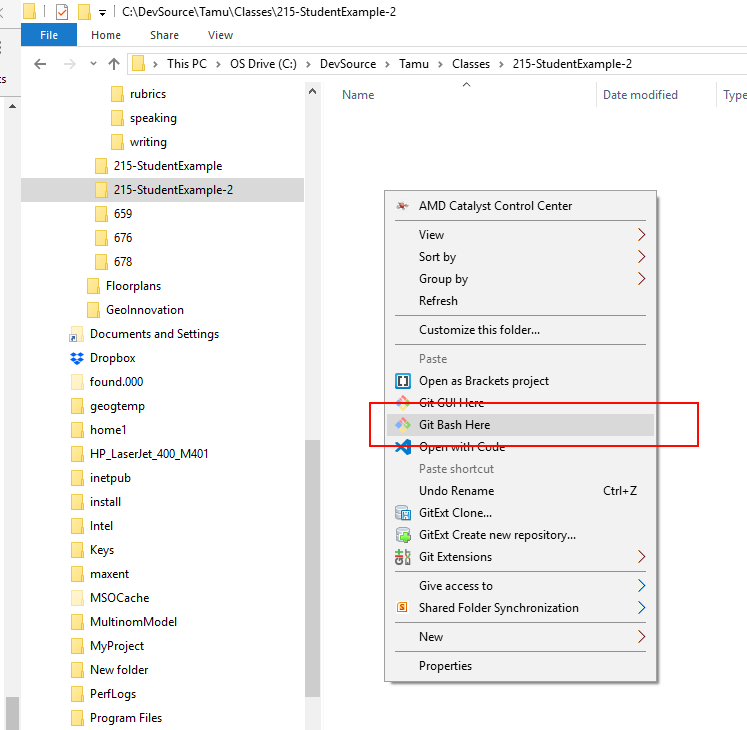 C:\DevSource\Tamu\Classes\215-StudentExample-2
File Home Share View
This PC OS Drive (C:) DevSource Tamu Classes 215-StudentExample-2
ts
rubrics
speaking
writing
215-StudentExample
215-StudentExample-2
659
676
678
Floorplans
GeoInnovation
Documents and Settings
Dropbox
found.000
geogtemp
home1
HP_LaserJet_400_M401
inetpub
install
Intel
Keys
maxent
MSOCache
MultinomModel
MyProject
New folder
PerfLogs
Program Files
Name Date modified Type
AMD Catalyst Control Center
View
Sort by
Group by
Refresh
Customize this folder...
Paste
Open as Brackets project
Git GUI Here
Git Bash Here
Open with Code
Paste shortcut
Undo Rename Ctrl+Z
GitExt Clone...
GitExt Create new repository...
Git Extensions
Give access to
Shared Folder Synchronization
New
Properties